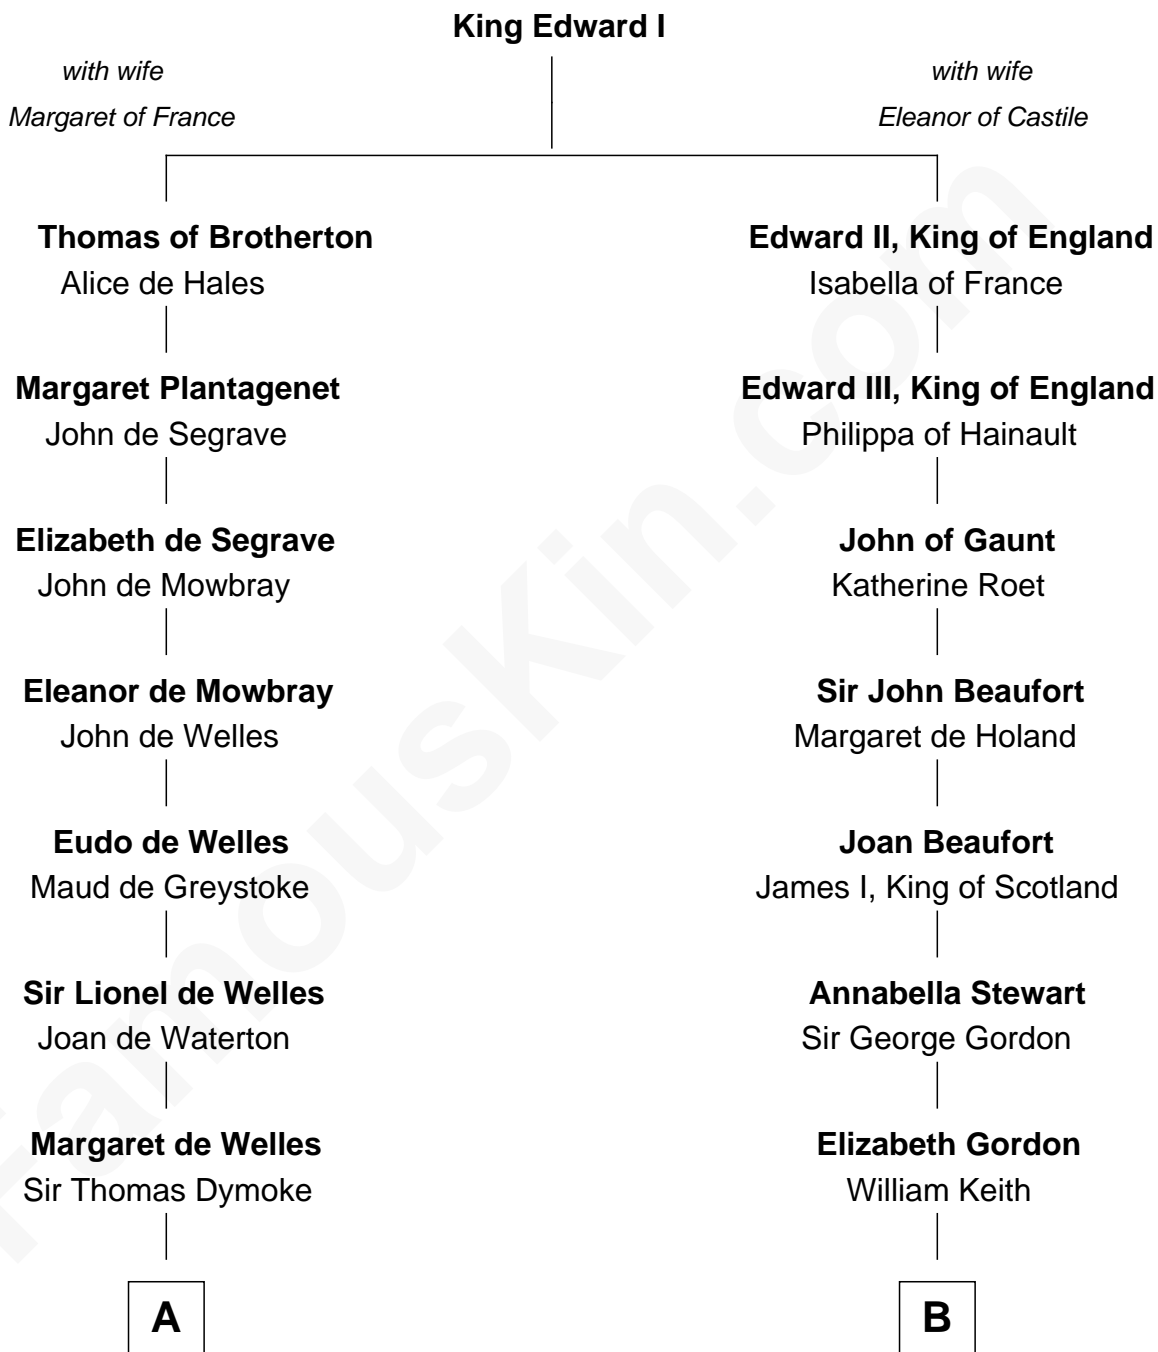 King Edward I
with wife
Margaret of France
with wife
Eleanor of Castile
Thomas of Brotherton
Alice de Hales
Edward II, King of England
Isabella of France
Margaret Plantagenet
John de Segrave
Edward III, King of England
Philippa of Hainault
Elizabeth de Segrave
John de Mowbray
John of Gaunt
Katherine Roet
Eleanor de Mowbray
John de Welles
Sir John Beaufort
Margaret de Holand
Eudo de Welles
Maud de Greystoke
Joan Beaufort
James I, King of Scotland
Sir Lionel de Welles
Joan de Waterton
Annabella Stewart
Sir George Gordon
Margaret de Welles
Sir Thomas Dymoke
Elizabeth Gordon
William Keith
A
B
FamousKin.com